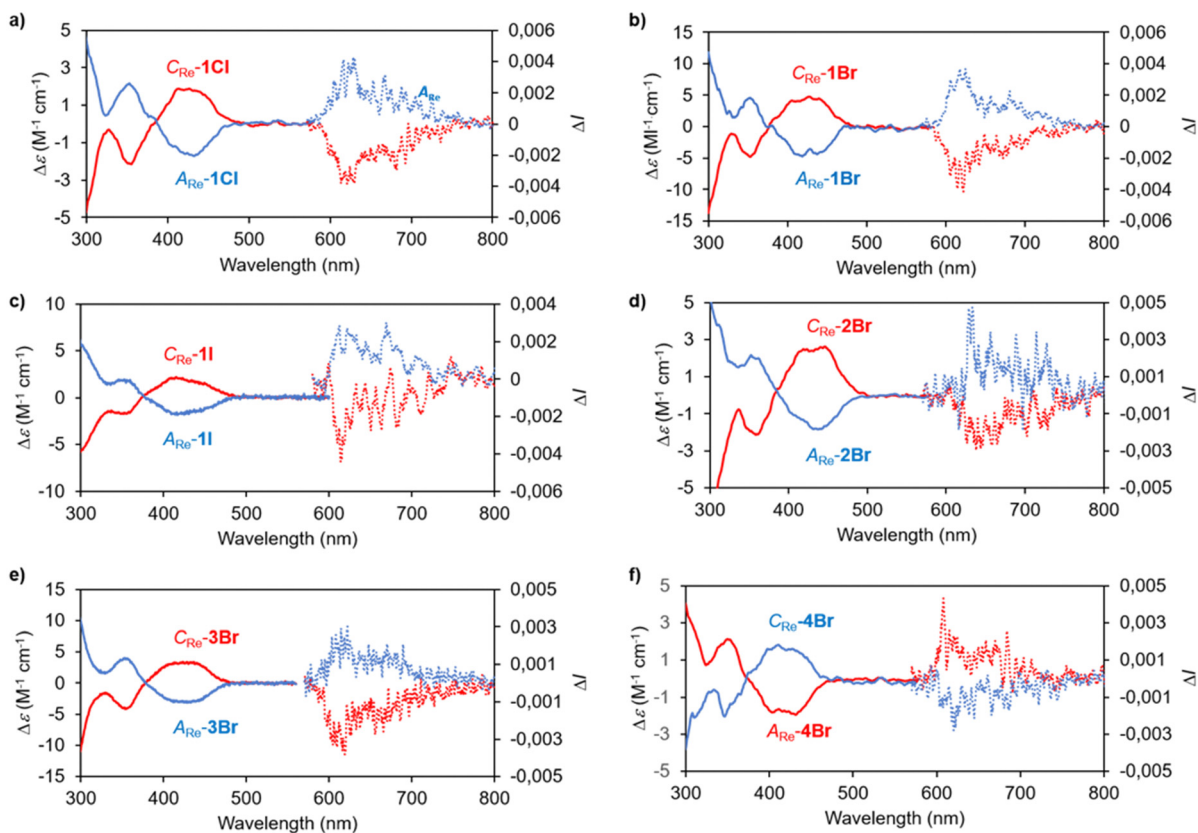 a)
5
3
1
-1
-3
-5
Δε (M⁻¹ cm⁻¹)
C_Re-1Cl
A_Re-1Cl
A_Re
0,006
0,004
0,002
0
-0,002
-0,004
-0,006
ΔI
300 400 500 600 700 800
Wavelength (nm)
b)
15
10
5
0
-5
-10
-15
Δε (MI⁻¹ cm⁻¹)
C_Re-1Br
A_Re-1Br
0,006
0,004
0,002
0
-0,002
-0,004
-0,006
ΔI
300 400 500 600 700 800
Wavelength (nm)
c)
10
5
0
-5
-10
Δε (M⁻¹ cm⁻¹)
C_Re-1I
A_Re-1I
0,004
0,002
0
-0,002
-0,004
-0,006
ΔI
300 400 500 600 700 800
Wavelength (nm)
d)
5
3
1
-1
-3
-5
Δε (M⁻¹ cm⁻¹)
C_Re-2Br
A_Re-2Br
0,005
0,003
0,001
-0,001
-0,003
-0,005
ΔI
300 400 500 600 700 800
Wavelength (nm)
e)
15
10
5
0
-5
-10
-15
Δε (M⁻¹ cm⁻¹)
C_Re-3Br
A_Re-3Br
0,005
0,003
0,001
-0,001
-0,003
-0,005
ΔI
300 400 500 600 700 800
Wavelength (nm)
f)
5
3
1
-1
-3
-5
Δε (M⁻¹ cm⁻¹)
C_Re-4Br
A_Re-4Br
0,005
0,003
0,001
-0,001
-0,003
-0,005
ΔI
300 400 500 600 700 800
Wavelength (nm)